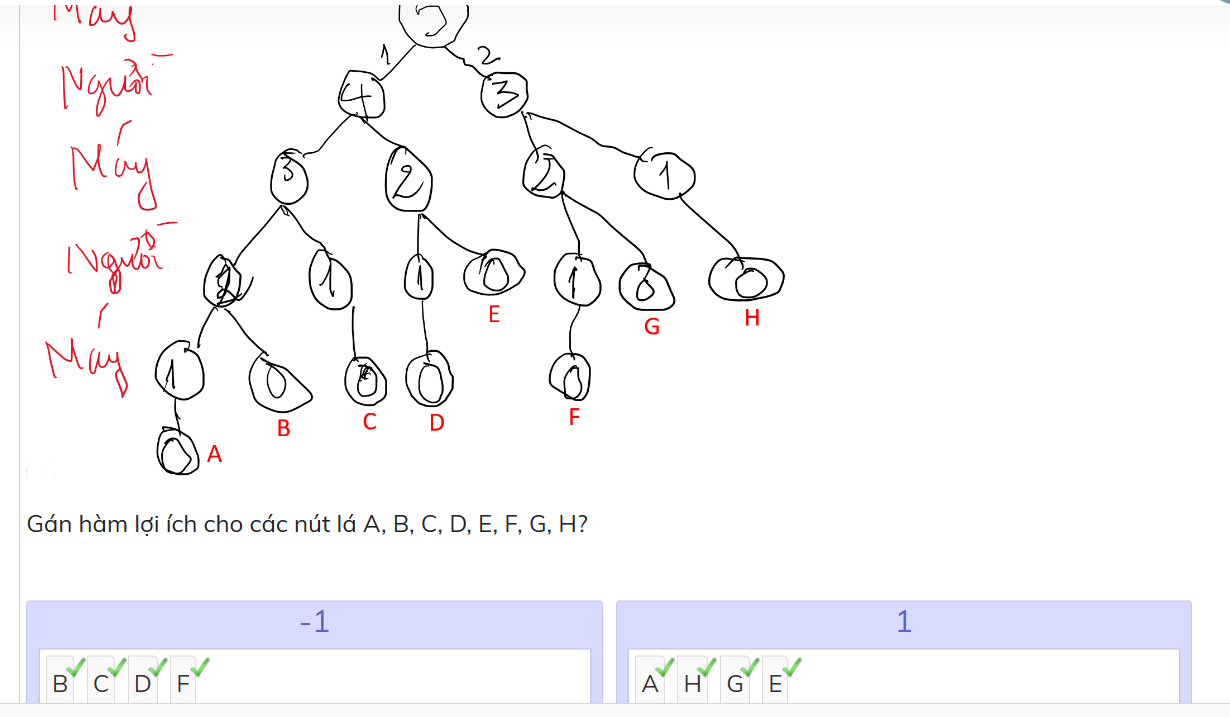 Máy
5
1 2
Người
4 3
Máy
3 2 2 1
Người
2 1 1 0 1 0 0
E G H
Máy
1 0 0 0 0
B C D F
0 A
Gán hàm lợi ích cho các nút lá A, B, C, D, E, F, G, H?
-1 1
B C D F A H G E